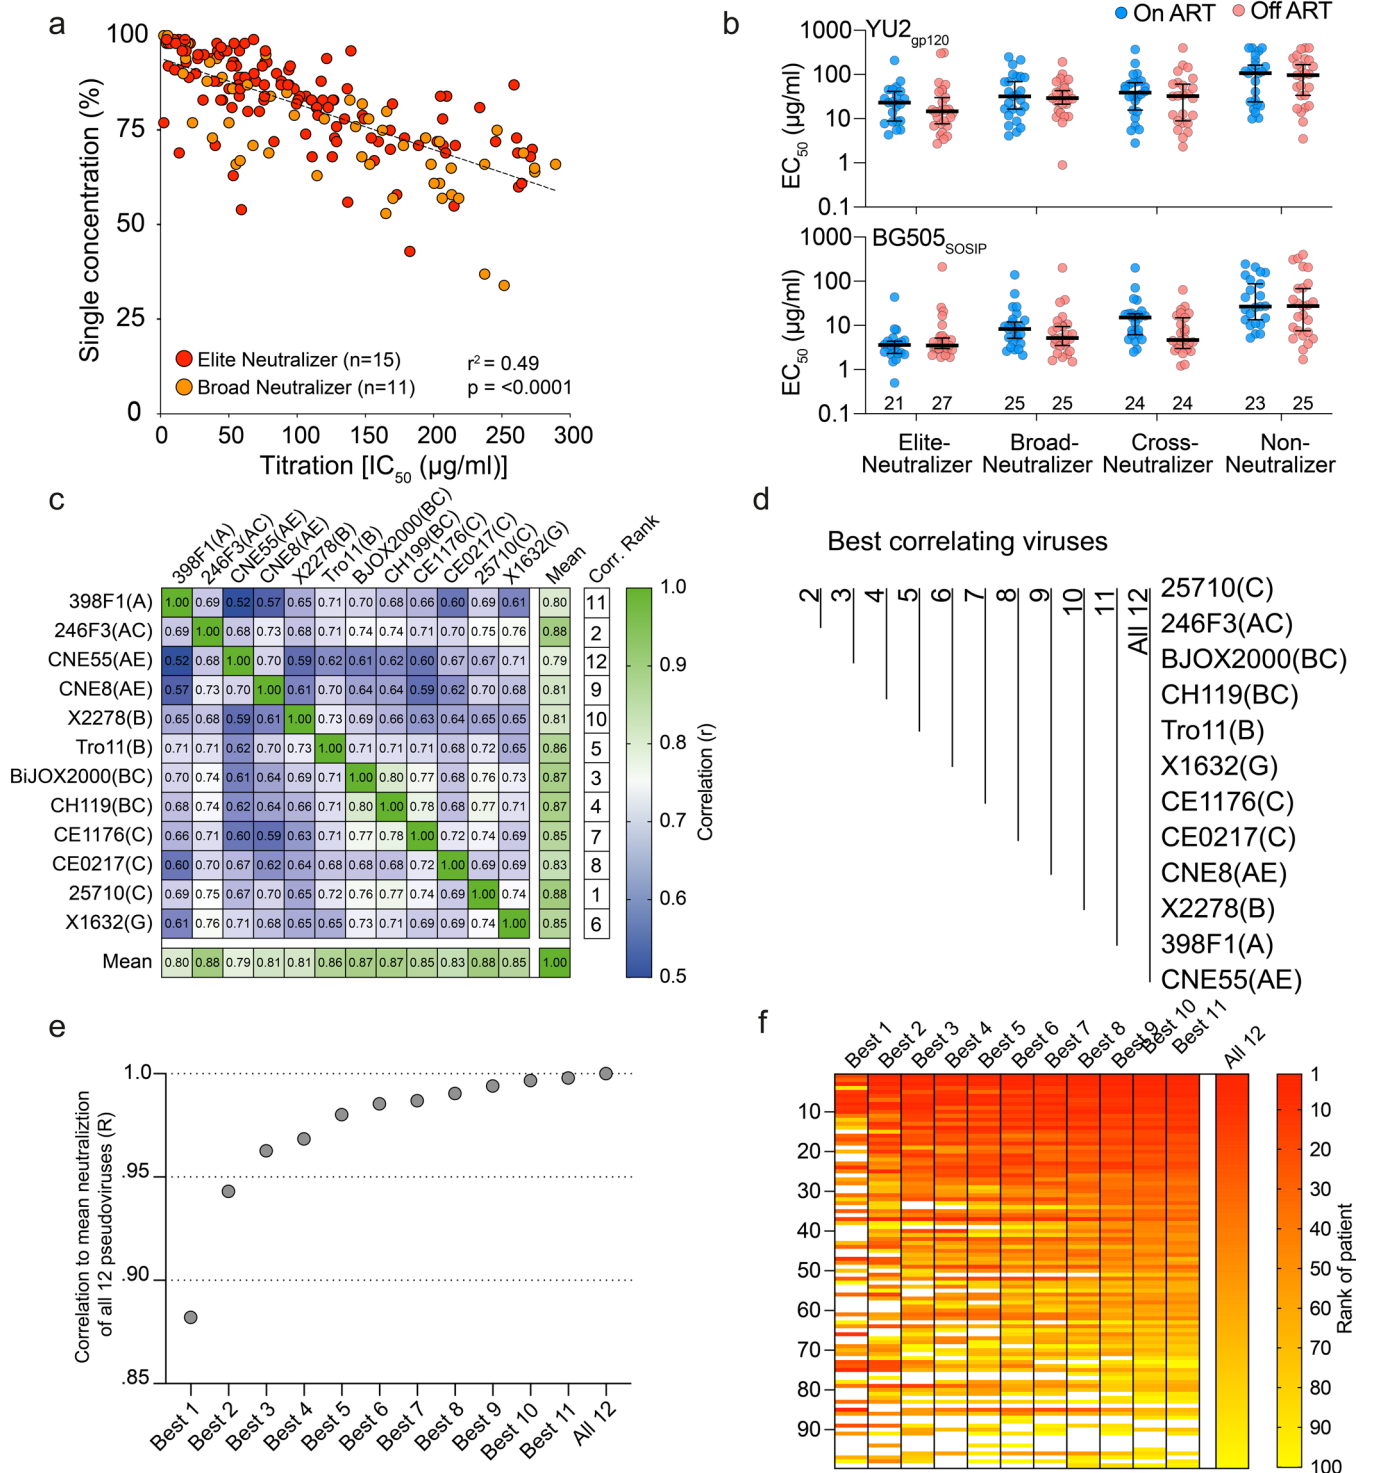 a
100
75
50
25
0
Single concentration (%)
Elite Neutralizer (n=15)
Broad Neutralizer (n=11)
r2 = 0.49
p = <0.0001
0 50 100 150 200 250 300
Titration [IC50 (µg/ml)]
b
On ART Off ART
YU2gp120
1000
100
10
1
0.1
EC50 (µg/ml)
BG505SOSIP
1000
100
10
1
0.1
EC50 (µg/ml)
21 27 25 25 24 24 23 25
Elite-Neutralizer
Broad-Neutralizer
Cross-Neutralizer
Non-Neutralizer
c
398F1(A) 246F3(AC) CNE55(AE) CNE8(AE) X2278(B) Tro11(B) BJOX2000(BC) CH199(BC) CE1176(C) CE0217(C) 25710(C) X1632(G) Mean Corr. Rank
398F1(A) 1.00 0.69 0.52 0.57 0.65 0.71 0.70 0.68 0.66 0.60 0.69 0.61 0.80 11
246F3(AC) 0.69 1.00 0.68 0.73 0.68 0.71 0.74 0.74 0.71 0.70 0.75 0.76 0.88 2
CNE55(AE) 0.52 0.68 1.00 0.70 0.59 0.62 0.61 0.62 0.60 0.67 0.67 0.71 0.79 12
CNE8(AE) 0.57 0.73 0.70 1.00 0.61 0.70 0.64 0.64 0.59 0.62 0.70 0.68 0.81 9
X2278(B) 0.65 0.68 0.59 0.61 1.00 0.73 0.69 0.66 0.63 0.64 0.65 0.65 0.81 10
Tro11(B) 0.71 0.71 0.62 0.70 0.73 1.00 0.71 0.71 0.71 0.68 0.72 0.65 0.86 5
BiJOX2000(BC) 0.70 0.74 0.61 0.64 0.69 0.71 1.00 0.80 0.77 0.68 0.76 0.73 0.87 3
CH119(BC) 0.68 0.74 0.62 0.64 0.66 0.71 0.80 1.00 0.78 0.68 0.77 0.71 0.87 4
CE1176(C) 0.66 0.71 0.60 0.59 0.63 0.71 0.77 0.78 1.00 0.72 0.74 0.69 0.85 7
CE0217(C) 0.60 0.70 0.67 0.62 0.64 0.68 0.68 0.68 0.72 1.00 0.69 0.69 0.83 8
25710(C) 0.69 0.75 0.67 0.70 0.65 0.72 0.76 0.77 0.74 0.69 1.00 0.74 0.88 1
X1632(G) 0.61 0.76 0.71 0.68 0.65 0.65 0.73 0.71 0.69 0.69 0.74 1.00 0.85 6
Mean 0.80 0.88 0.79 0.81 0.81 0.86 0.87 0.87 0.85 0.83 0.88 0.85 1.00
1.0
0.9
0.8
0.7
0.6
0.5
Correlation (r)
d
Best correlating viruses
2 3 4 5 6 7 8 9 10 11 All 12
25710(C)
246F3(AC)
BJOX2000(BC)
CH119(BC)
Tro11(B)
X1632(G)
CE1176(C)
CE0217(C)
CNE8(AE)
X2278(B)
398F1(A)
CNE55(AE)
e
Correlation to mean neutraliztion
of all 12 pseudoviruses (R)
1.0
.95
.90
.85
Best 1 Best 2 Best 3 Best 4 Best 5 Best 6 Best 7 Best 8 Best 9 Best 10 Best 11 All 12
f
Best 1 Best 2 Best 3 Best 4 Best 5 Best 6 Best 7 Best 8 Best 9 Best 10 Best 11 All 12
10
20
30
40
50
60
70
80
90
1
10
20
30
40
50
60
70
80
90
100
Rank of patient